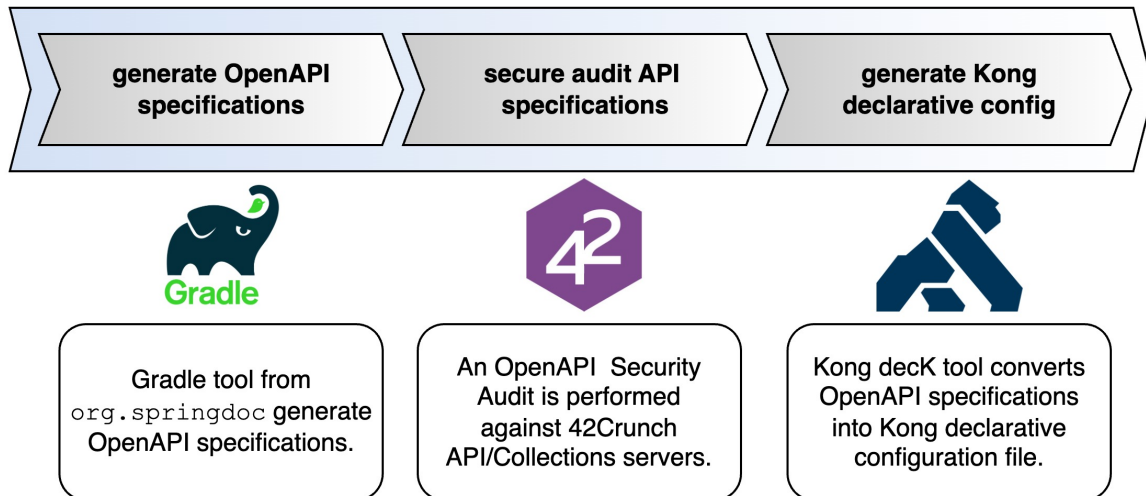 generate OpenAPI
specifications
secure audit API
specifications
generate Kong
declarative config
Gradle
42
Gradle tool from
org.springdoc generate
OpenAPI specifications.
An OpenAPI  Security
Audit is performed
against 42Crunch
API/Collections servers.
Kong decK tool converts
OpenAPI specifications
into Kong declarative
configuration file.